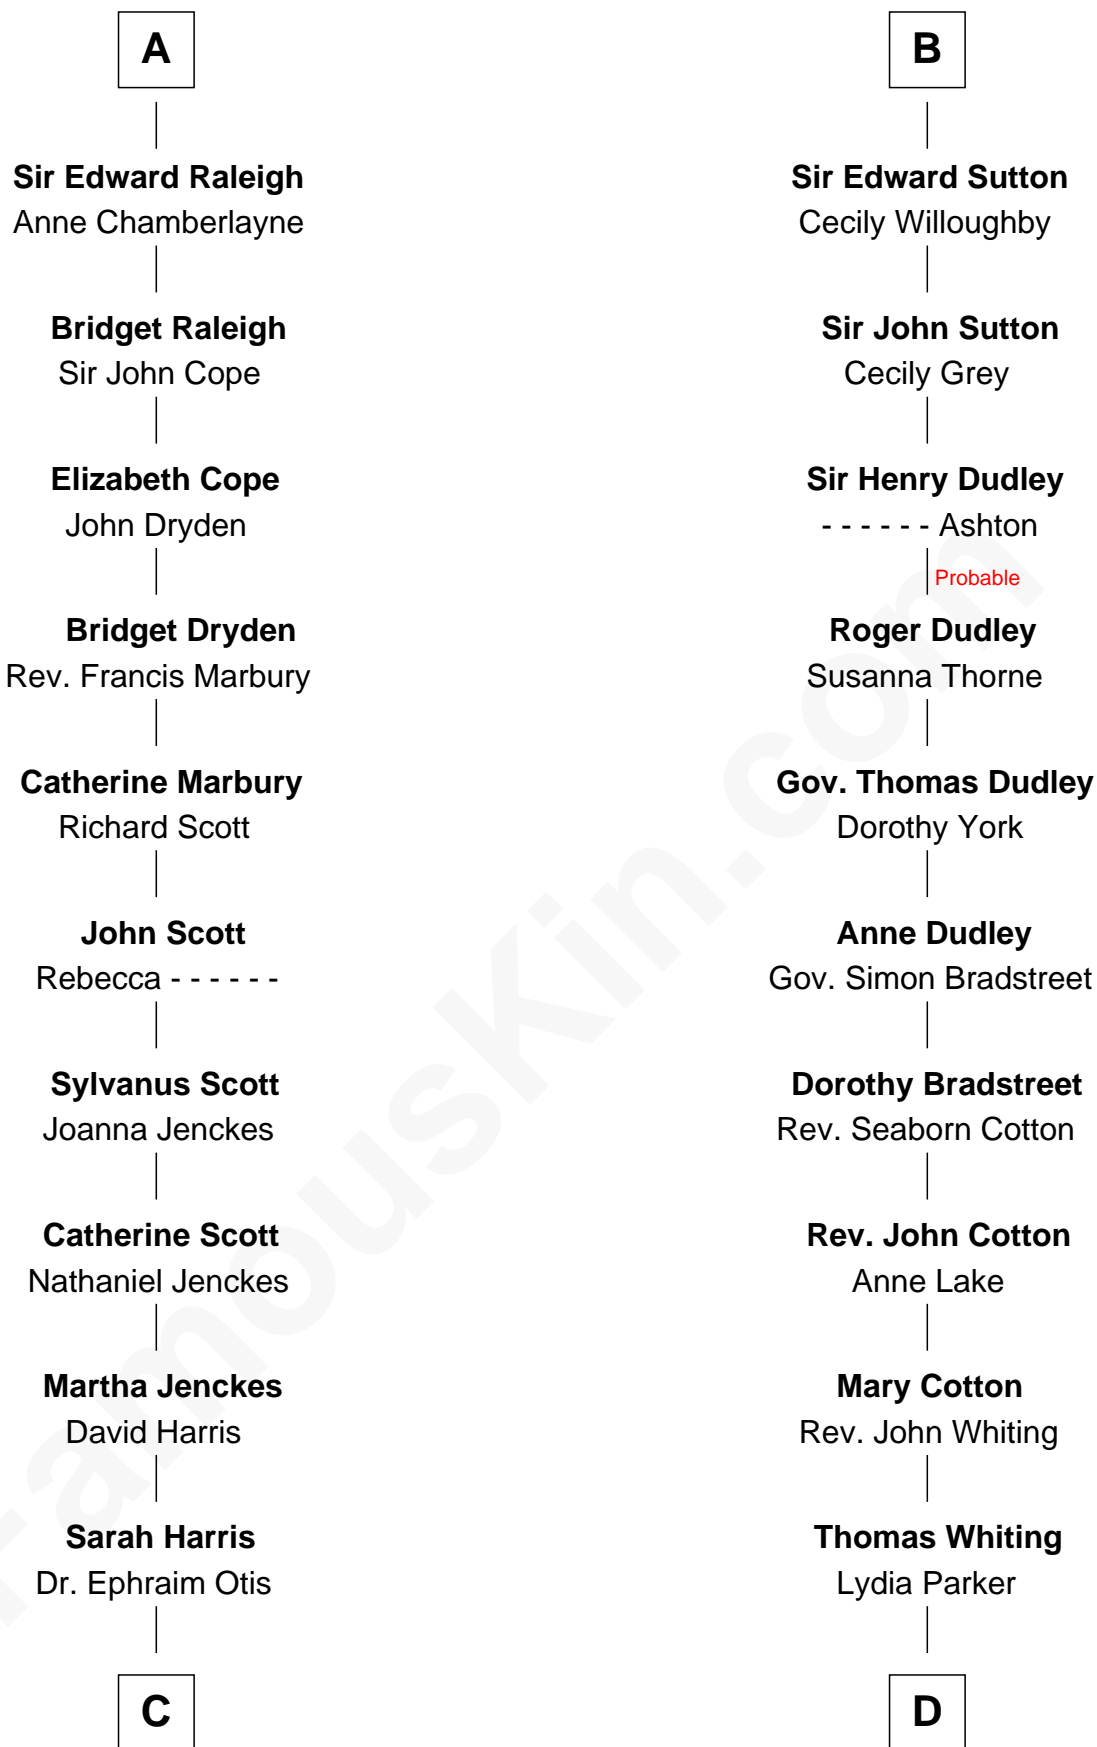 A
Sir Edward Raleigh
Anne Chamberlayne
Bridget Raleigh
Sir John Cope
Elizabeth Cope
John Dryden
Bridget Dryden
Rev. Francis Marbury
Catherine Marbury
Richard Scott
John Scott
Rebecca - - - - - -
Sylvanus Scott
Joanna Jenckes
Catherine Scott
Nathaniel Jenckes
Martha Jenckes
David Harris
Sarah Harris
Dr. Ephraim Otis
C
B
Sir Edward Sutton
Cecily Willoughby
Sir John Sutton
Cecily Grey
Sir Henry Dudley
- - - - - - Ashton
Probable
Roger Dudley
Susanna Thorne
Gov. Thomas Dudley
Dorothy York
Anne Dudley
Gov. Simon Bradstreet
Dorothy Bradstreet
Rev. Seaborn Cotton
Rev. John Cotton
Anne Lake
Mary Cotton
Rev. John Whiting
Thomas Whiting
Lydia Parker
D
FamousKin.com